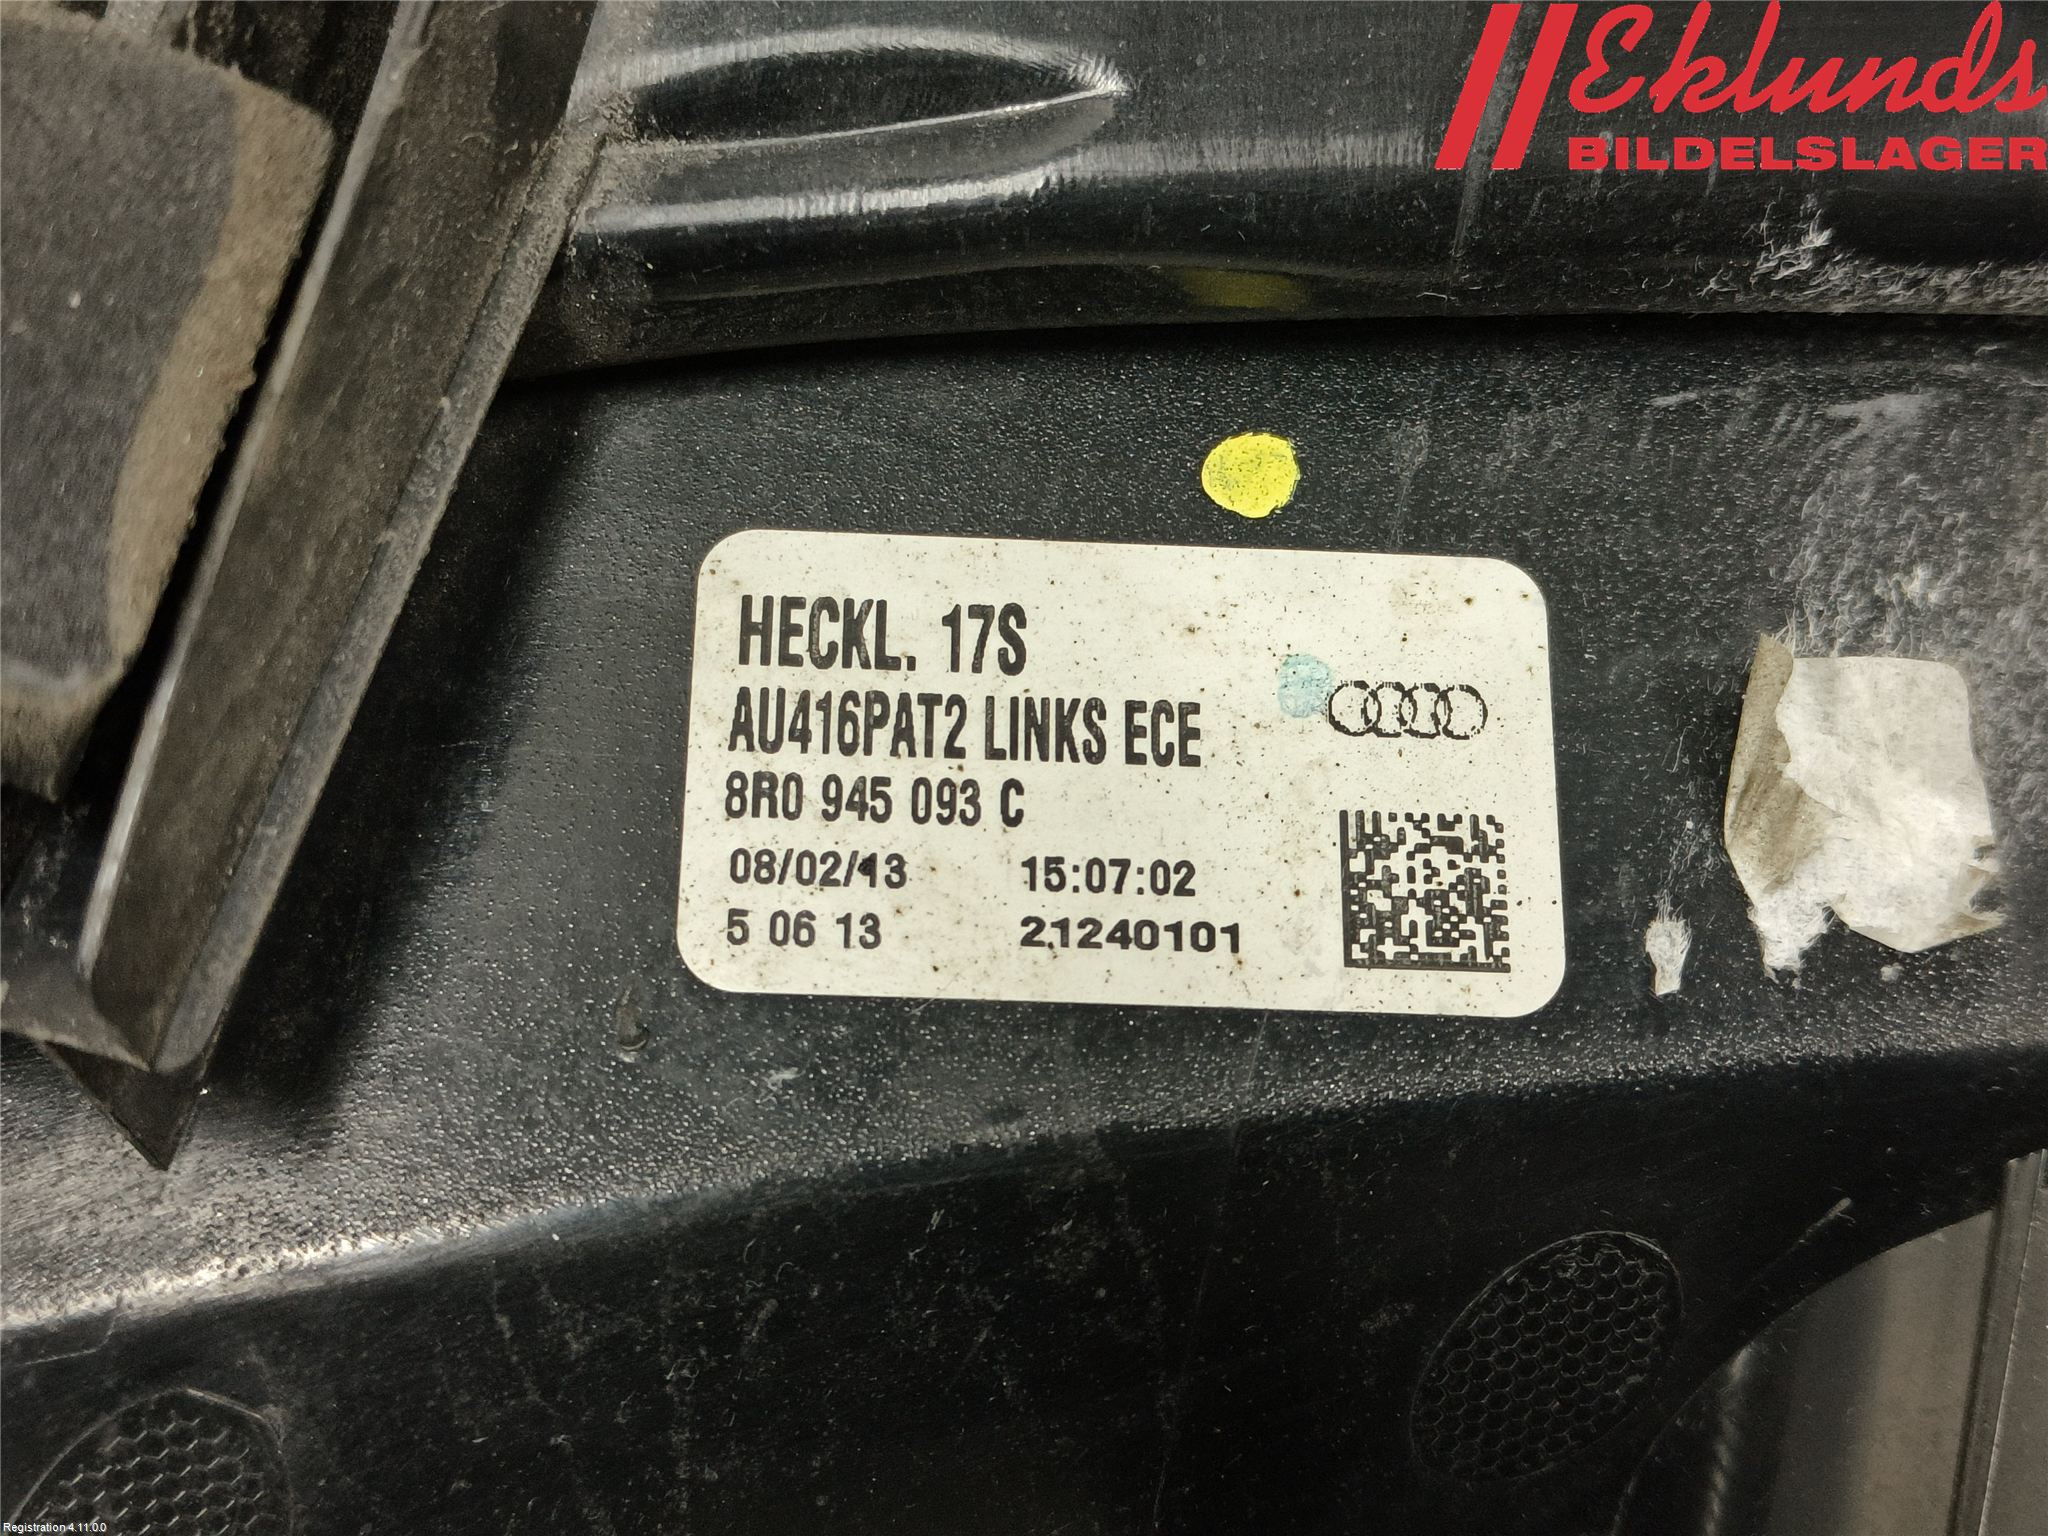 Eklunds
BILDELSLAGER
HECKL. 17S
AU416PAT2 LINKS ECE
8R0 945 093 C
08/02/13 15:07:02
5 06 13 21240101
Registration 4.11.0.0